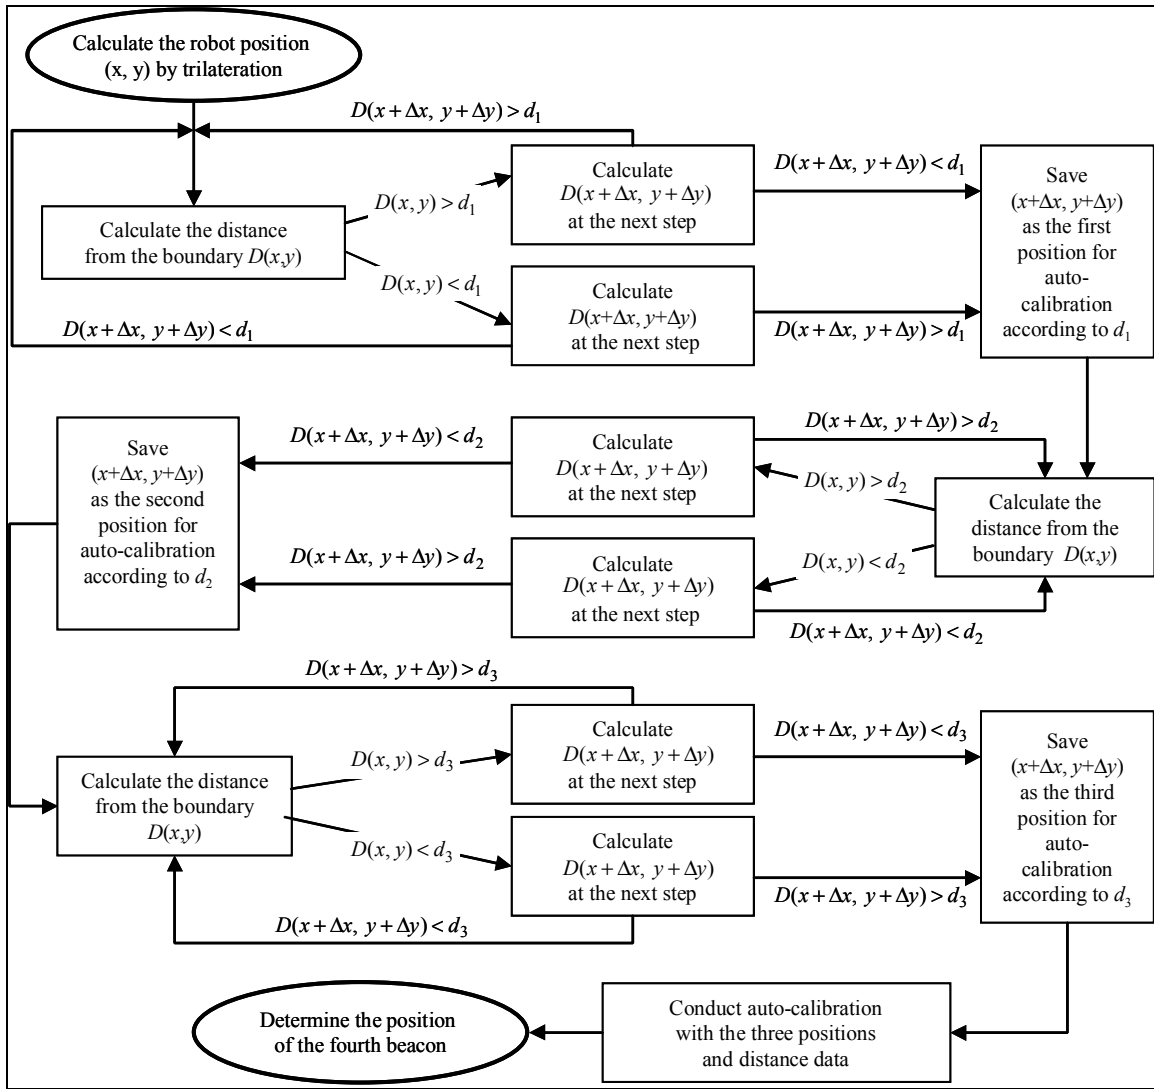 Calculate the robot position
(x, y) by trilateration
D(x + Δx, y + Δy) > d₁
Calculate
D(x + Δx, y + Δy)
at the next step
D(x + Δx, y + Δy) < d₁
Save
(x+Δx, y+Δy)
as the first
position for
auto-
calibration
according to d₁
D(x, y) > d₁
Calculate the distance
from the boundary D(x,y)
D(x, y) < d₁
Calculate
D(x+Δx, y+Δy)
at the next step
D(x + Δx, y + Δy) < d₁
D(x + Δx, y + Δy) > d₁
Save
(x+Δx, y+Δy)
as the second
position for
auto-calibration
according to d₂
D(x + Δx, y + Δy) < d₂
Calculate
D(x + Δx, y + Δy)
at the next step
D(x + Δx, y + Δy) > d₂
D(x, y) > d₂
Calculate the
distance from the
boundary D(x,y)
D(x + Δx, y + Δy) > d₂
Calculate
D(x + Δx, y + Δy)
at the next step
D(x, y) < d₂
D(x + Δx, y + Δy) < d₂
D(x + Δx, y + Δy) > d₃
Calculate
D(x + Δx, y + Δy)
at the next step
D(x + Δx, y + Δy) < d₃
Save
(x+Δx, y+Δy)
as the third
position for
auto-
calibration
according to d₃
D(x, y) > d₃
Calculate the distance
from the boundary
D(x,y)
D(x, y) < d₃
Calculate
D(x + Δx, y + Δy)
at the next step
D(x + Δx, y + Δy) > d₃
D(x + Δx, y + Δy) < d₃
Determine the position
of the fourth beacon
Conduct auto-calibration
with the three positions
and distance data